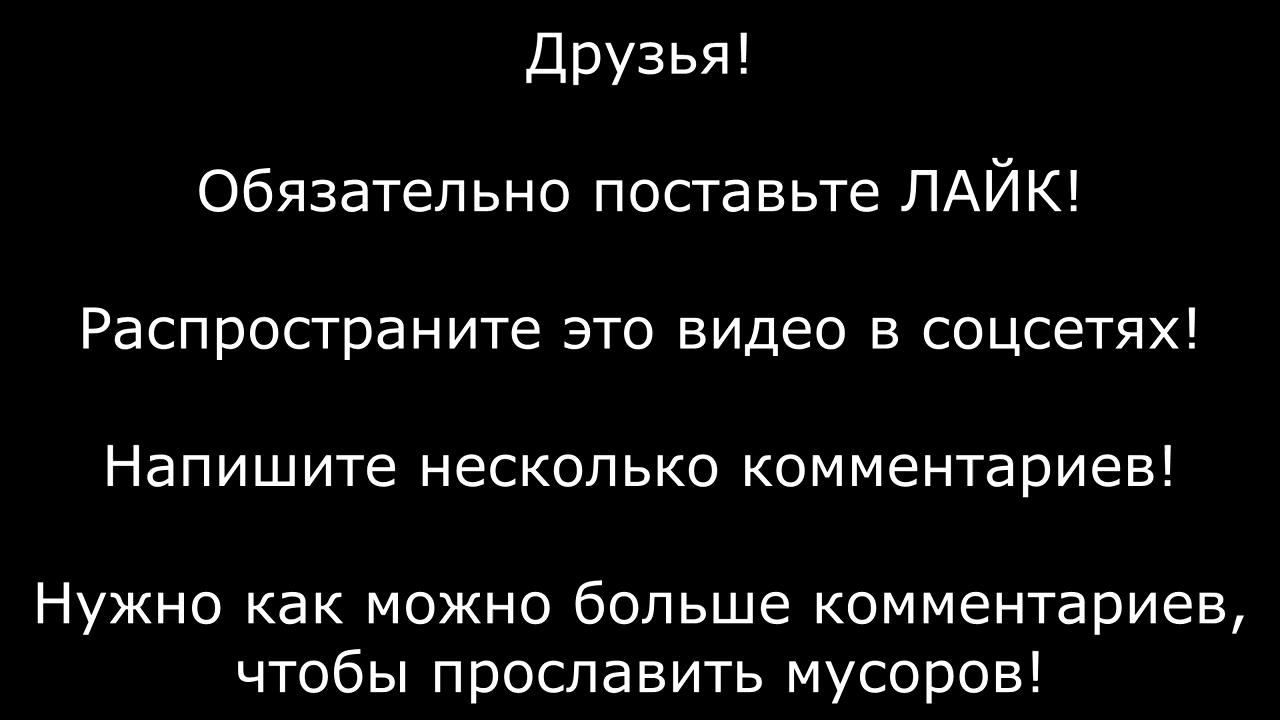 Друзья!
Обязательно поставьте ЛАЙК!
Распространите это видео в соцсетях!
Напишите несколько комментариев!
Нужно как можно больше комментариев,
чтобы прославить мусоров!